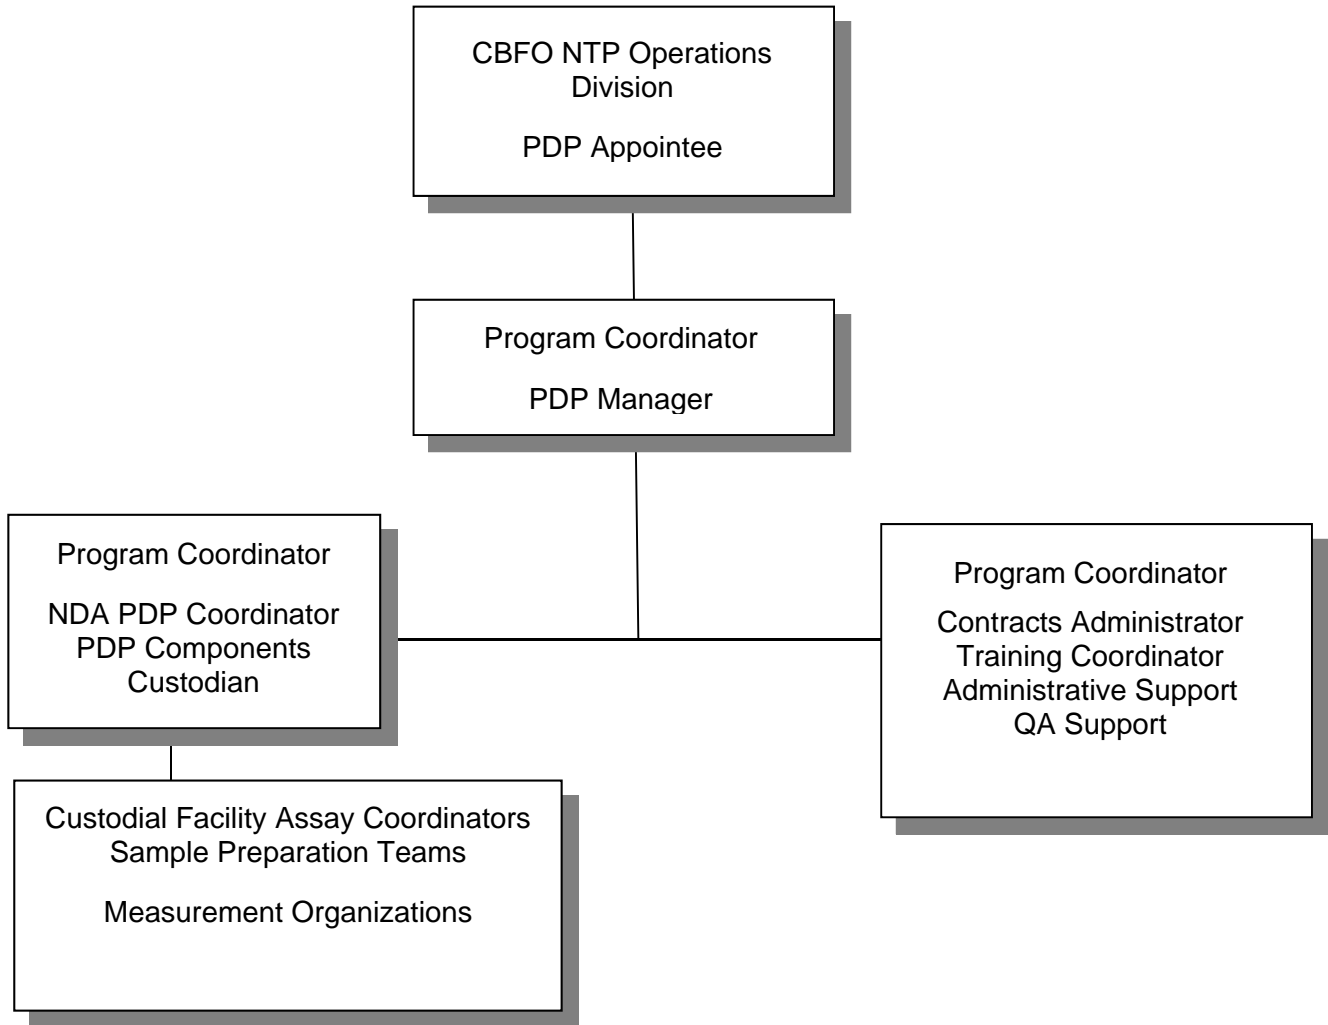 CBFO NTP Operations
Division
PDP Appointee
Program Coordinator
PDP Manager
Program Coordinator
NDA PDP Coordinator
PDP Components
Custodian
Program Coordinator
Contracts Administrator
Training Coordinator
Administrative Support
QA Support
Custodial Facility Assay Coordinators
Sample Preparation Teams
Measurement Organizations